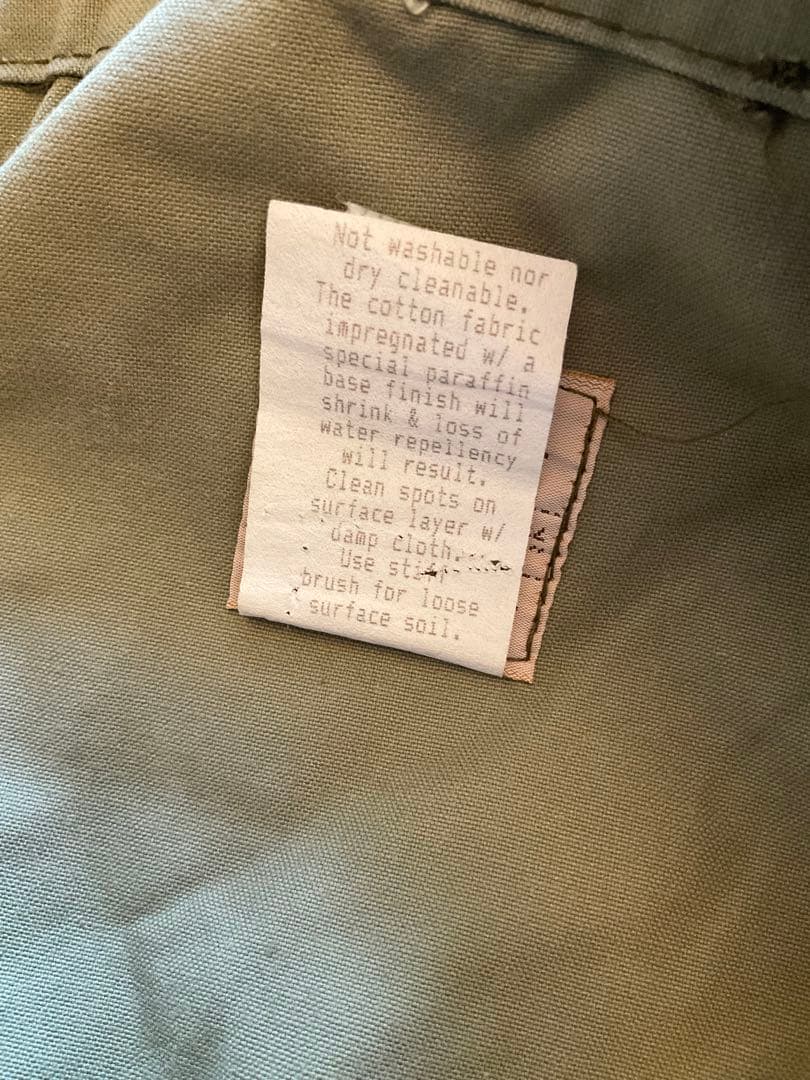 Not washable nor
dry cleanable.
The cotton fabric
impregnated w/ a
special paraffin
base finish will
shrink & loss of
water repellency
will result.
Clean spots on
surface layer w/
damp cloth.
Use stiff
brush for loose
surface soil.